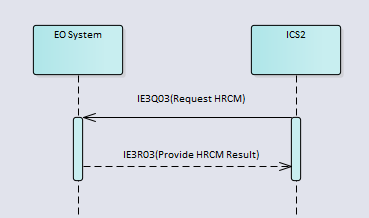 EO System
ICS2
IE3Q03(Request HRCM)
IE3R03(Provide HRCM Result)